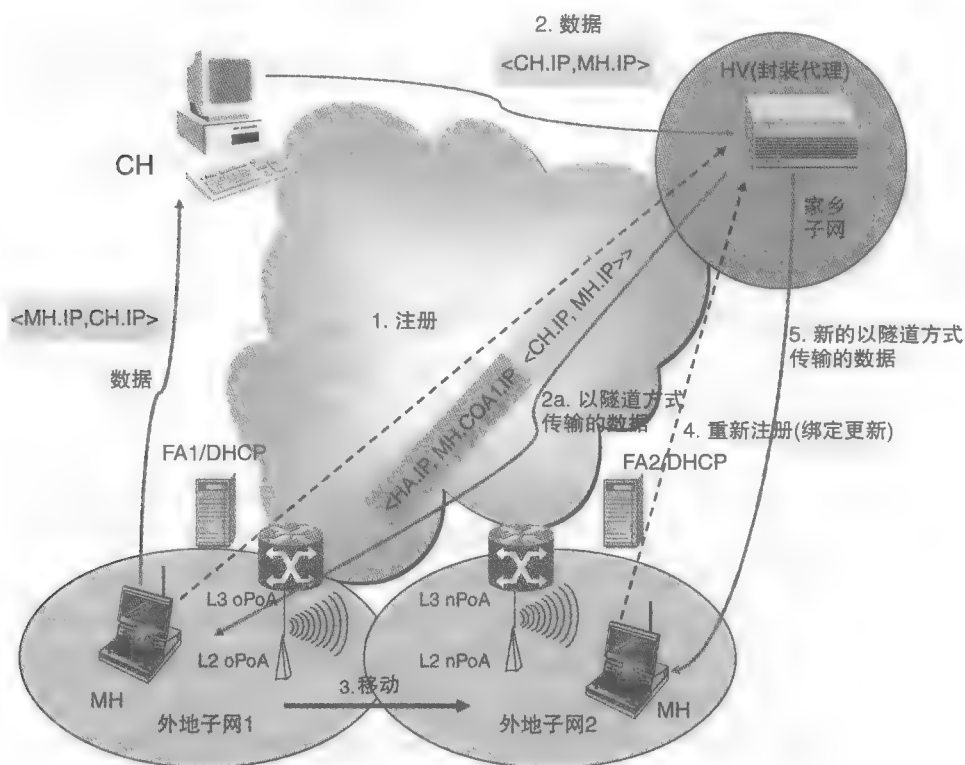 2. 数据
<CH.IP,MH.IP>
HV(封装代理)
CH
家乡
子网
<MH.IP,CH.IP>
数据
1. 注册
<HA.IP, MH,COA1.IP <CH.IP, MH.IP>>
2a. 以隧道方式
传输的数据
5. 新的以隧道方式
传输的数据
4. 重新注册(绑定更新)
FA1/DHCP
FA2/DHCP
L3 oPoA
L3 nPoA
L2 oPoA
L2 nPoA
MH
3.移动
MH
外地子网1
外地子网2